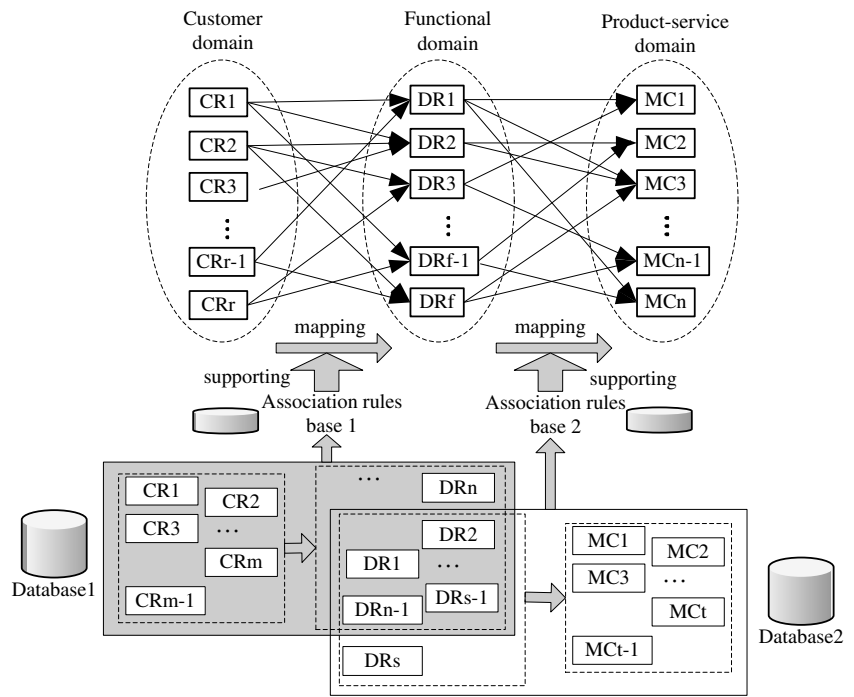 Customer domain
Functional domain
Product-service domain
CR1
DR1
MC1
CR2
DR2
MC2
CR3
DR3
MC3
⋮
⋮
⋮
CRr-1
DRf-1
MCn-1
CRr
DRf
MCn
mapping
mapping
supporting
supporting
Association rules
base 1
Association rules
base 2
CR1
CR2
CR3
...
CRm
CRm-1
Database1
...
DRn
DR2
DR1
...
DRn-1
DRs-1
DRs
MC1
MC2
MC3
...
MCt
MCt-1
Database2